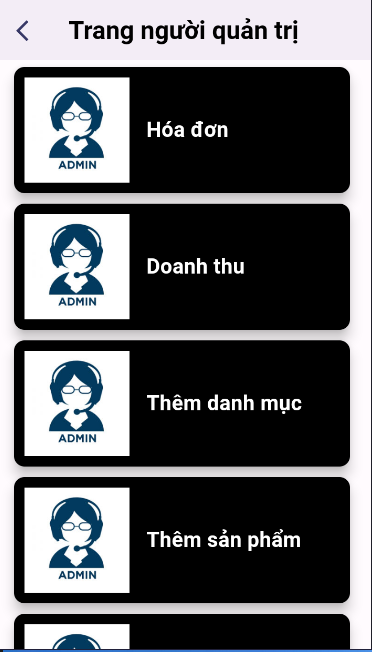 Trang người quản trị
ADMIN
Hóa đơn
ADMIN
Doanh thu
ADMIN
Thêm danh mục
ADMIN
Thêm sản phẩm